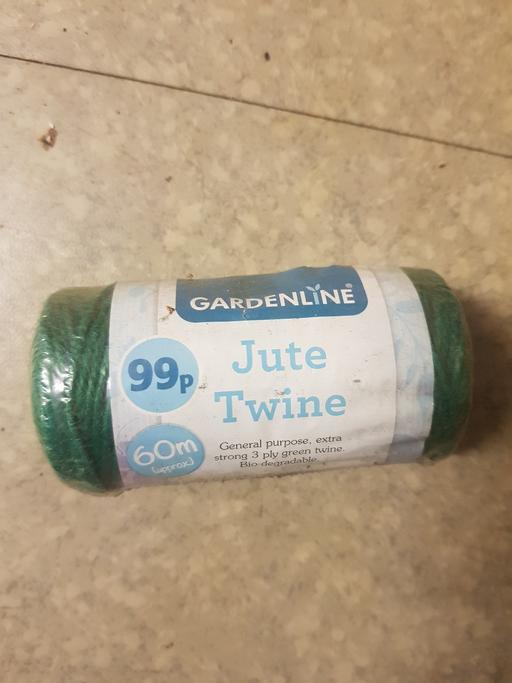 GARDENLINE®
Jute
Twine
99p
60m
(approx)
General purpose, extra
strong 3 ply green twine.
Bio-degradable.